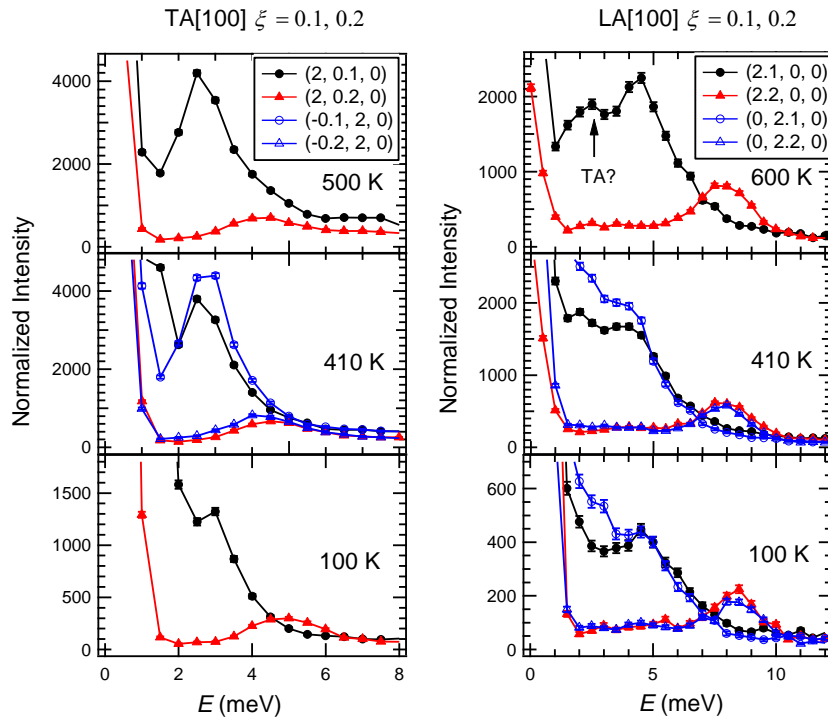 TA[100] ξ = 0.1, 0.2
4000
2000
0
(2, 0.1, 0)
(2, 0.2, 0)
(-0.1, 2, 0)
(-0.2, 2, 0)
500 K
4000
2000
0
410 K
1500
1000
500
0
100 K
0 2 4 6 8
E (meV)
Normalized Intensity
LA[100] ξ = 0.1, 0.2
2000
1000
0
(2.1, 0, 0)
(2.2, 0, 0)
(0, 2.1, 0)
(0, 2.2, 0)
TA?
600 K
2000
1000
0
410 K
600
400
200
0
100 K
0 5 10
E (meV)
Normalized Intensity